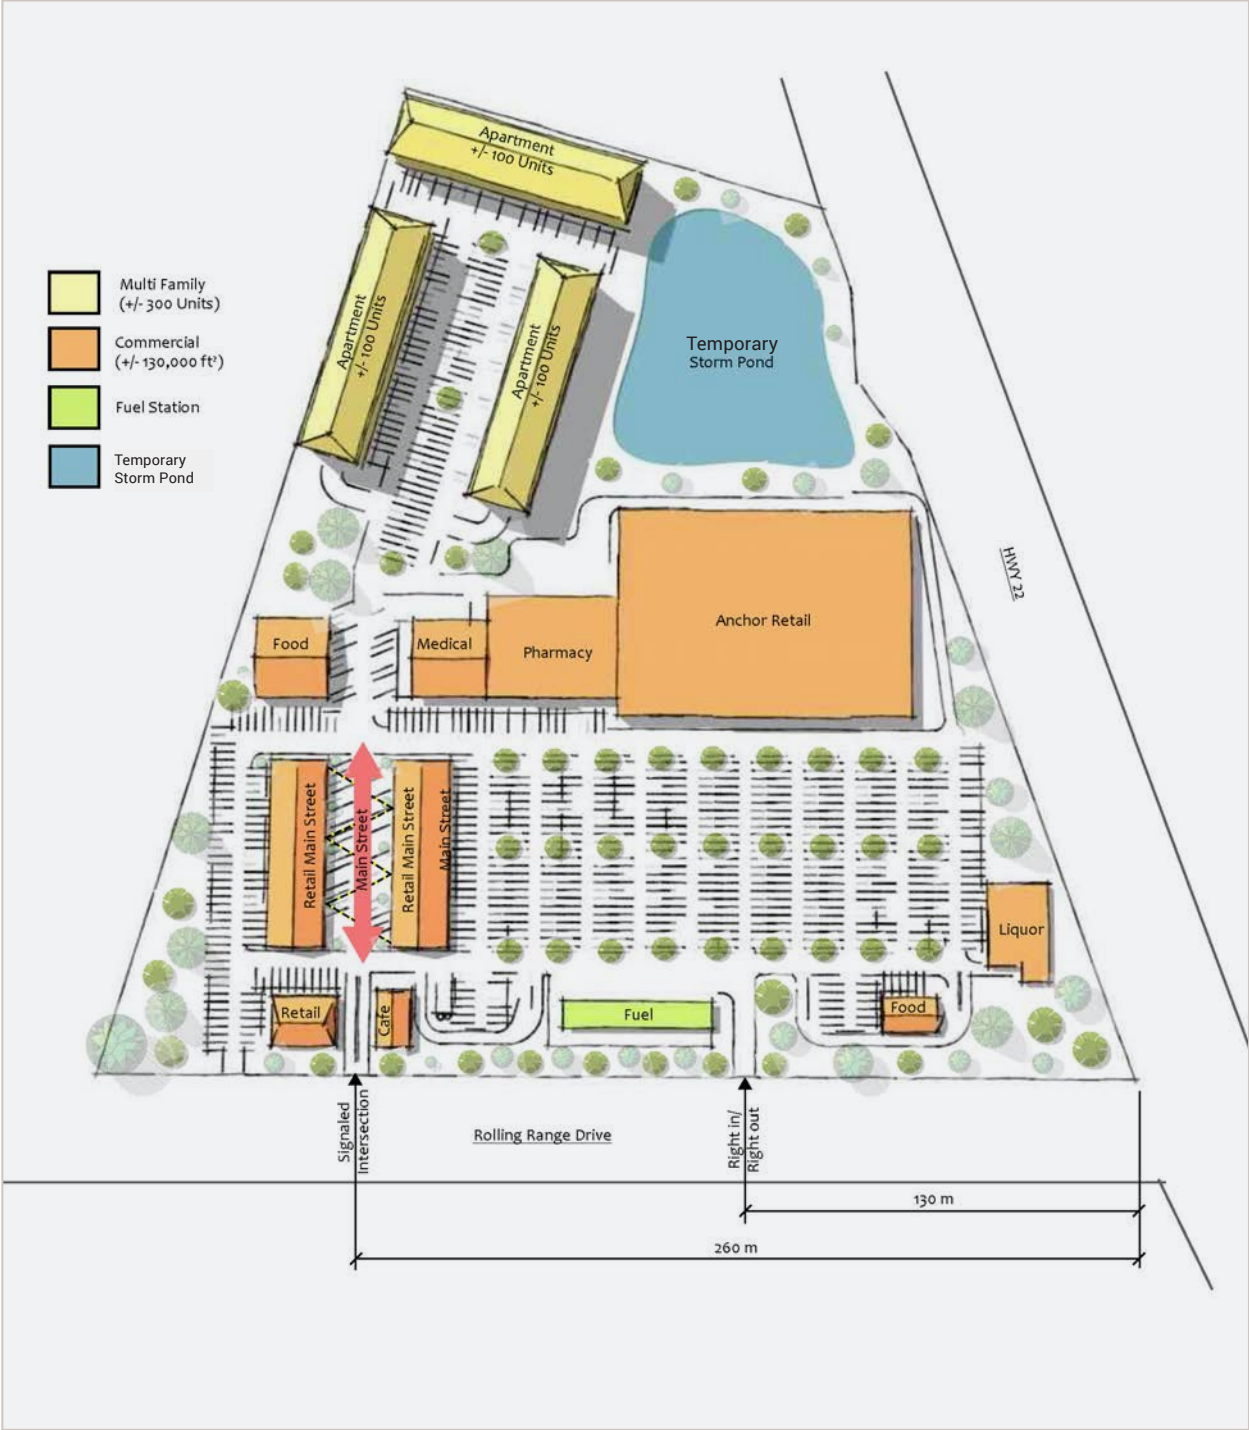 Apartment
+/- 100 Units
Multi Family
(+/- 300 Units)
Commercial
(+/- 130,000 ft²)
Fuel Station
Temporary
Storm Pond
Apartment
+/- 100 Units
Apartment
+/- 100 Units
Temporary
Storm Pond
HWY 22
Food
Medical
Pharmacy
Anchor Retail
Retail Main Street
Main Street
Retail Main Street
Main Street
Liquor
Retail
Cafe
Fuel
Food
Signaled
Intersection
Rolling Range Drive
Right in/
Right out
130 m
260 m